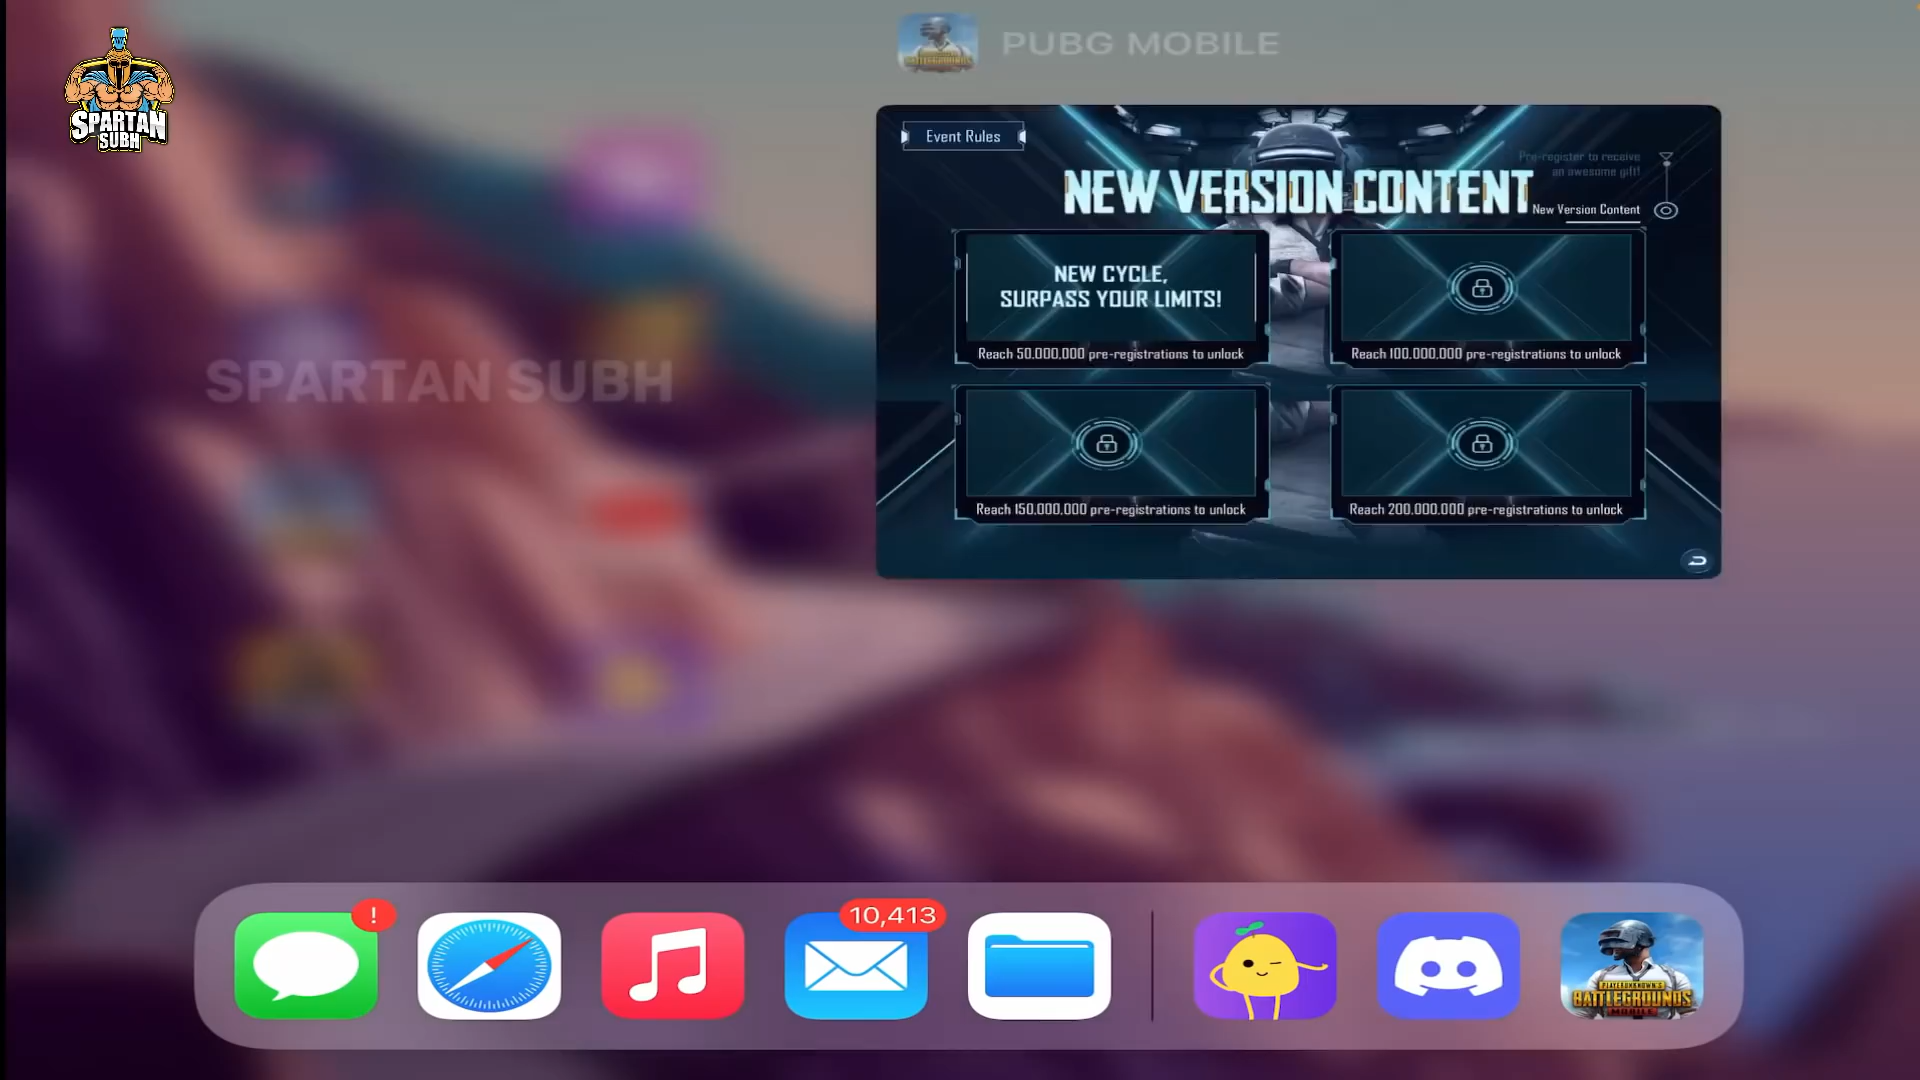 SPARTAN
SUBH
PUBG MOBILE
BATTLEGROUNDS
Event Rules
Pre-register to receive
an awesome gift!
NEW VERSION CONTENT
New Version Content
NEW CYCLE,
SURPASS YOUR LIMITS!
Reach 50,000,000 pre-registrations to unlock
Reach 100,000,000 pre-registrations to unlock
Reach 150,000,000 pre-registrations to unlock
Reach 200,000,000 pre-registrations to unlock
SPARTAN SUBH
!
10,413
PLAYERUNKNOWN'S
BATTLEGROUNDS
MOBILE